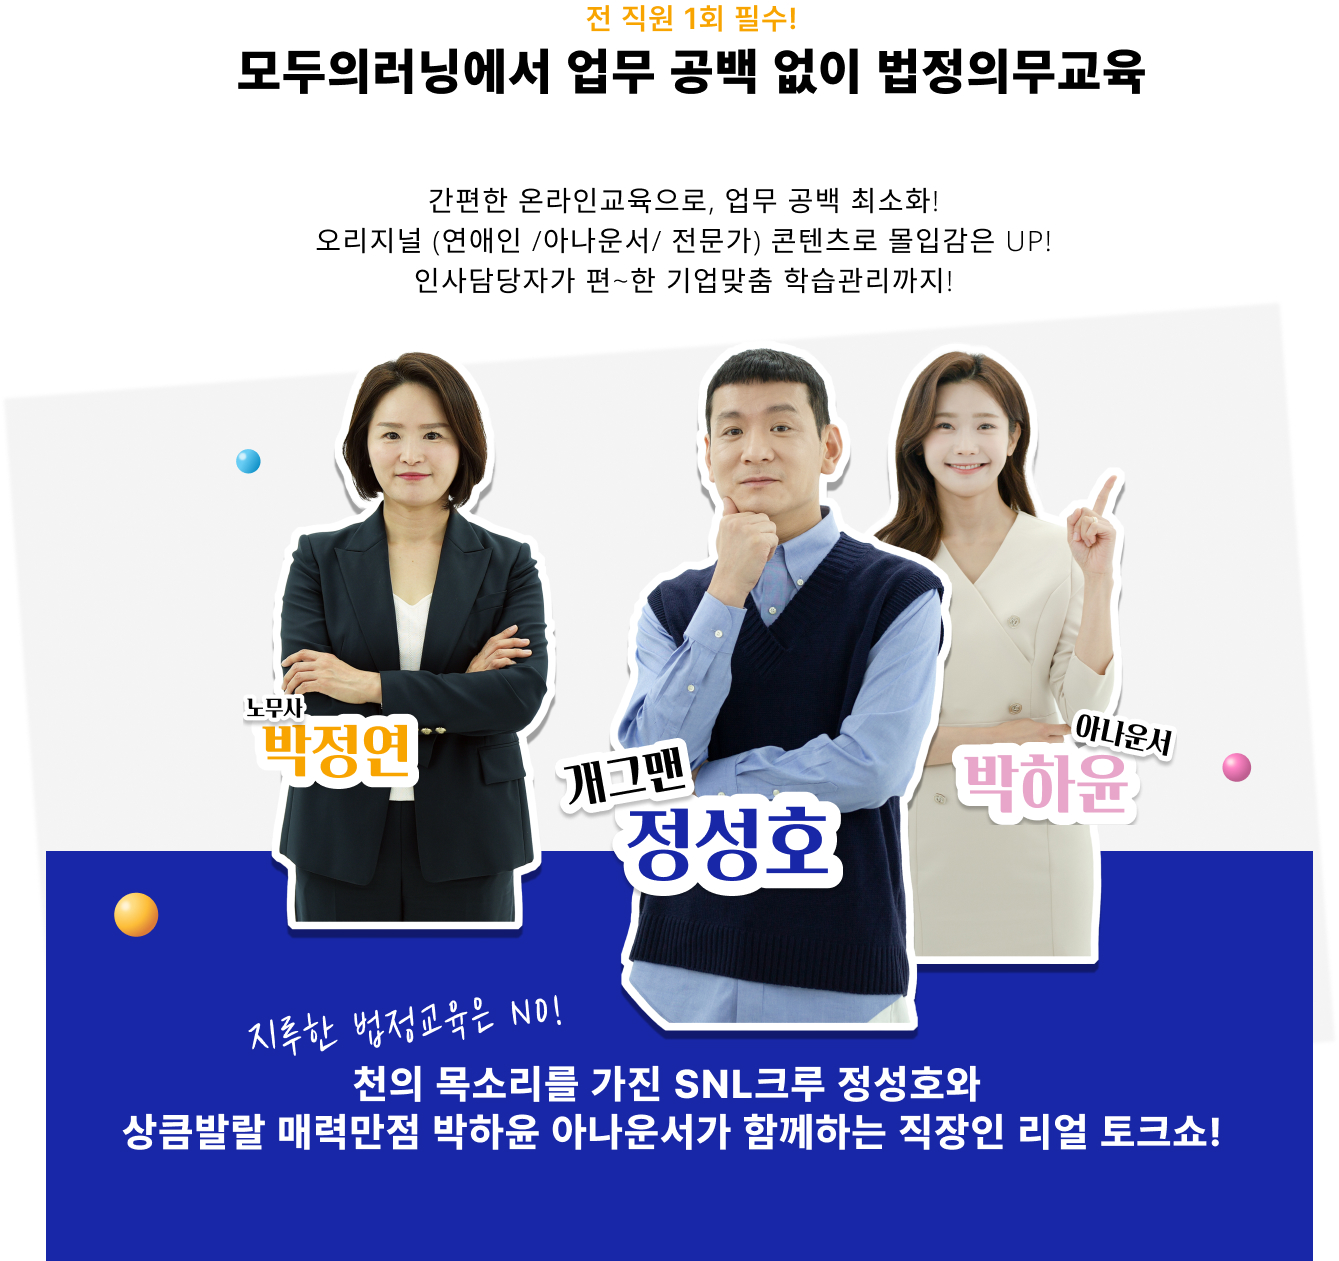 전 직원 1회 필수!
모두의러닝에서 업무 공백 없이 법정의무교육
간편한 온라인교육으로, 업무 공백 최소화!
오리지널 (연애인 /아나운서/ 전문가) 콘텐츠로 몰입감은 UP!
인사담당자가 편~한 기업맞춤 학습관리까지!
노무사
박정연
개그맨
정성호
아나운서
박하윤
지루한 법정교육은 NO!
천의 목소리를 가진 SNL크루 정성호와
상큼발랄 매력만점 박하윤 아나운서가 함께하는 직장인 리얼 토크쇼!